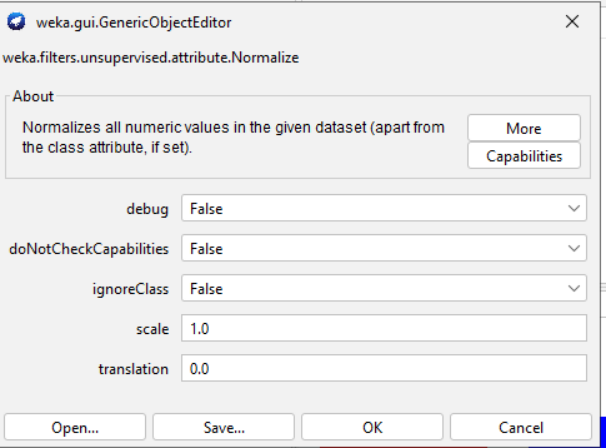 weka.gui.GenericObjectEditor
weka.filters.unsupervised.attribute.Normalize
About
Normalizes all numeric values in the given dataset (apart from
the class attribute, if set).
More
Capabilities
debug False
doNotCheckCapabilities False
ignoreClass False
scale 1.0
translation 0.0
Open... Save... OK Cancel